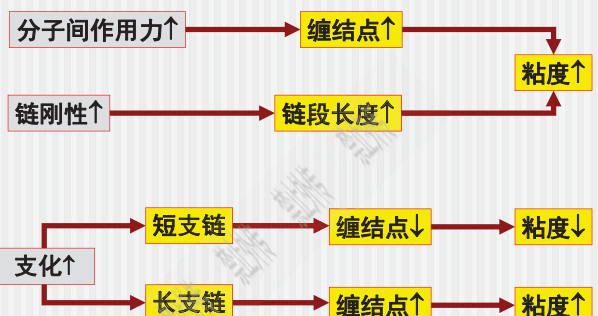 分子间作用力↑
缠结点↑
粘度↑
链刚性↑
链段长度↑
短支链
缠结点↓
粘度↓
支化↑
长支链
缠结点↑
粘度↑